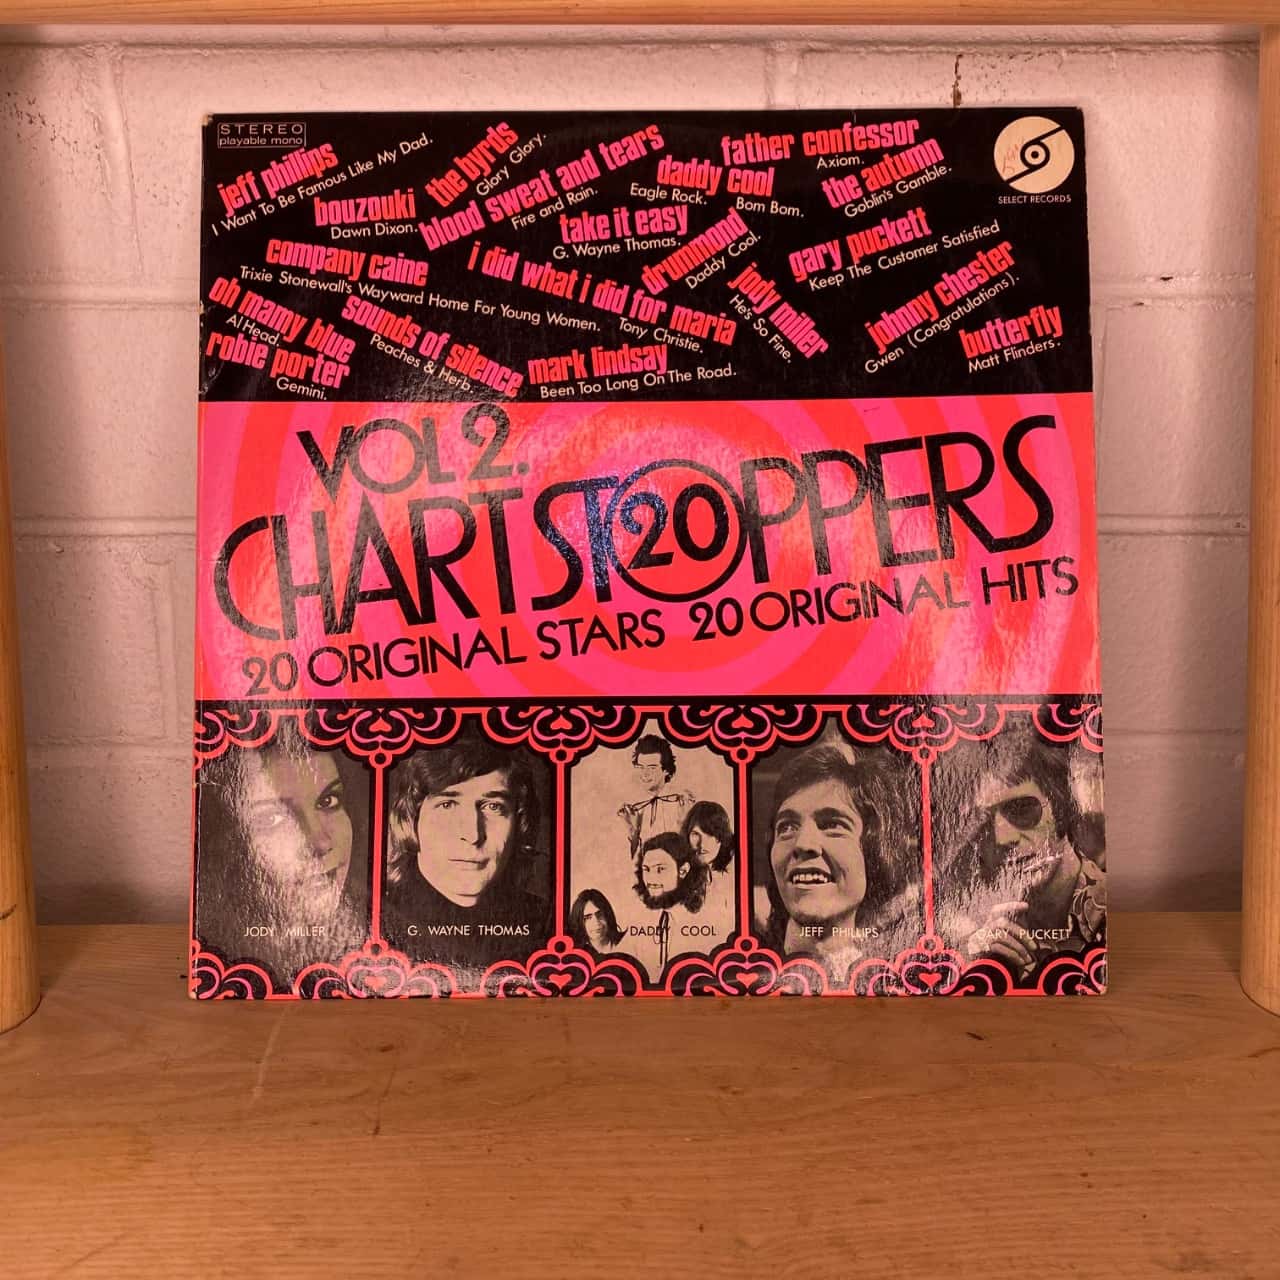 STEREO
playable mono
SELECT RECORDS
jeff phillips
I Want To Be Famous Like My Dad.
the byrds
Glory Glory.
father confessor
Axiom.
bouzouki
Dawn Dixon.
blood sweat and tears
Fire and Rain.
daddy cool
Eagle Rock. Bom Bom.
the autumn
Goblin's Gamble.
take it easy
G. Wayne Thomas.
drummond
Daddy Cool.
gary puckett
Keep The Customer Satisfied
company caine
Trixie Stonewall's Wayward Home For Young Women.
i did what i did for maria
Tony Christie.
jody miller
He's So Fine.
johnny chester
Gwen (Congratulations).
oh mamy blue
Al Head.
sounds of silence
Peaches & Herb.
butterfly
Matt Flinders.
robie porter
Gemini.
mark lindsay
Been Too Long On The Road.
VOL 2.
CHARTST20PPERS
20 ORIGINAL STARS 20 ORIGINAL HITS
JODY MILLER
G. WAYNE THOMAS
DADDY COOL
JEFF PHILLIPS
GARY PUCKETT